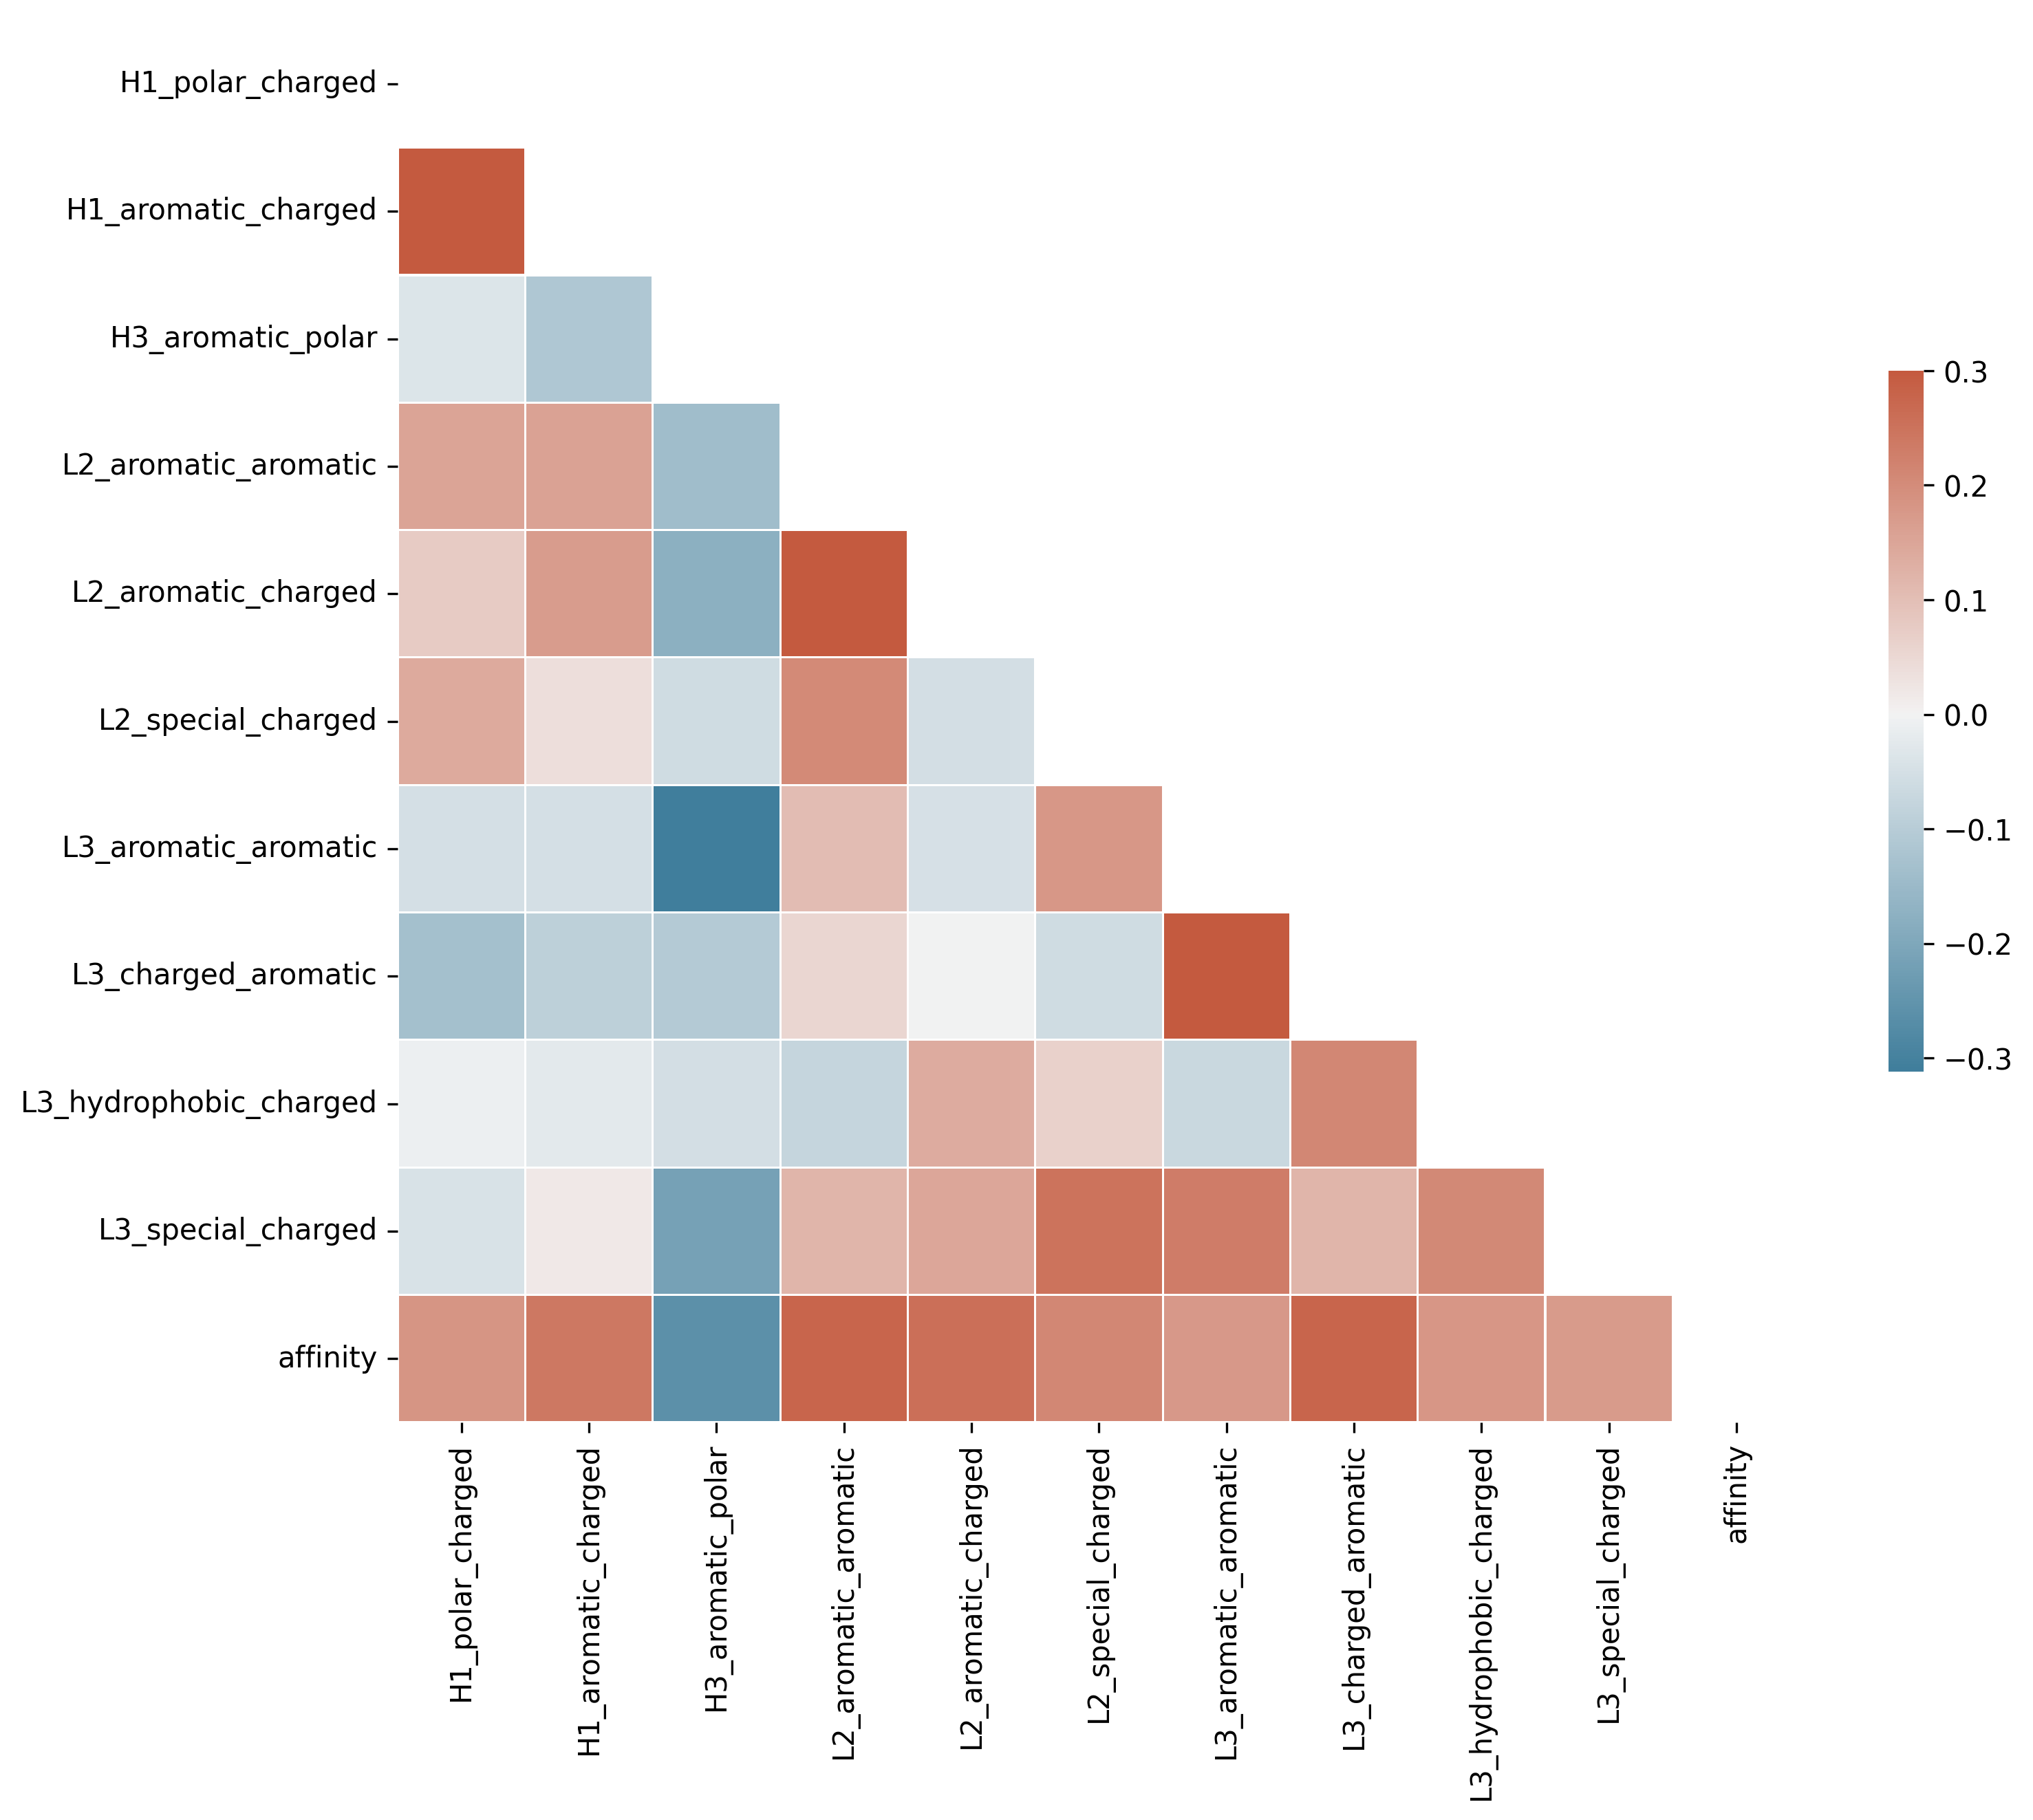 H1_polar_charged
H1_aromatic_charged
H3_aromatic_polar
L2_aromatic_aromatic
L2_aromatic_charged
L2_special_charged
L3_aromatic_aromatic
L3_charged_aromatic
L3_hydrophobic_charged
L3_special_charged
affinity
H1_polar_charged
H1_aromatic_charged
H3_aromatic_polar
L2_aromatic_aromatic
L2_aromatic_charged
L2_special_charged
L3_aromatic_aromatic
L3_charged_aromatic
L3_hydrophobic_charged
L3_special_charged
affinity
0.3
0.2
0.1
0.0
−0.1
−0.2
−0.3